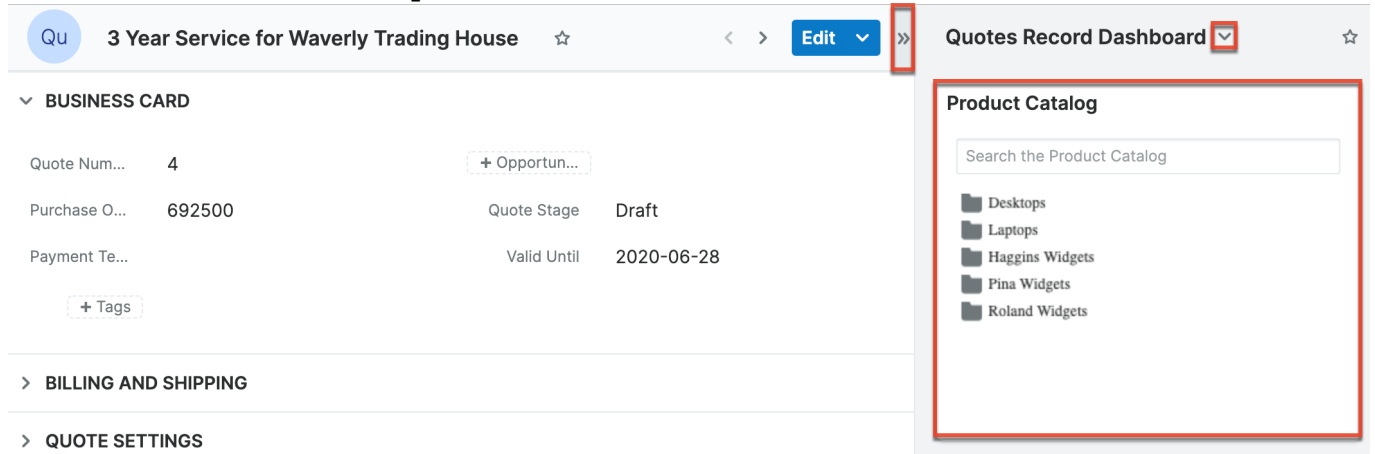 Qu 3 Year Service for Waverly Trading House Edit
BUSINESS CARD
Quote Num... 4 + Opportun...
Purchase O... 692500 Quote Stage Draft
Payment Te... Valid Until 2020-06-28
+ Tags
BILLING AND SHIPPING
QUOTE SETTINGS
Quotes Record Dashboard
Product Catalog
Search the Product Catalog
Desktops
Laptops
Haggins Widgets
Pina Widgets
Roland Widgets